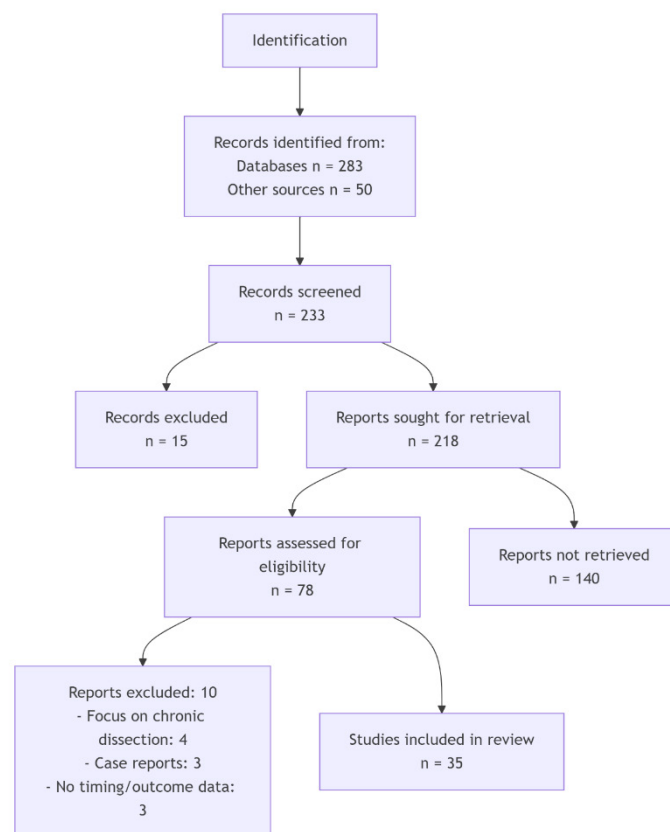 Identification
Records identified from:
Databases n = 283
Other sources n = 50
Records screened
n = 233
Records excluded
n = 15
Reports sought for retrieval
n = 218
Reports assessed for
eligibility
n = 78
Reports not retrieved
n = 140
Reports excluded: 10
- Focus on chronic
dissection: 4
- Case reports: 3
- No timing/outcome data:
3
Studies included in review
n = 35